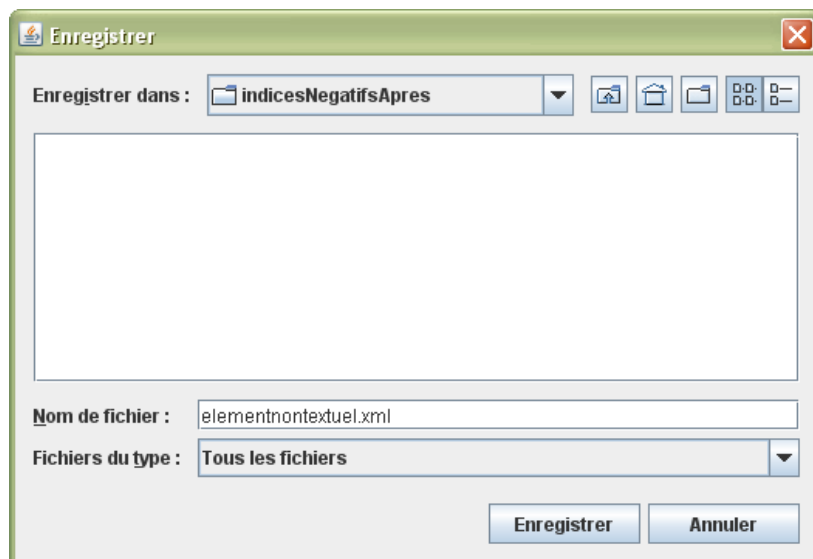 Enregistrer
Enregistrer dans : indicesNegatifsApres
Nom de fichier : elementnontextuel.xml
Fichiers du type : Tous les fichiers
Enregistrer Annuler